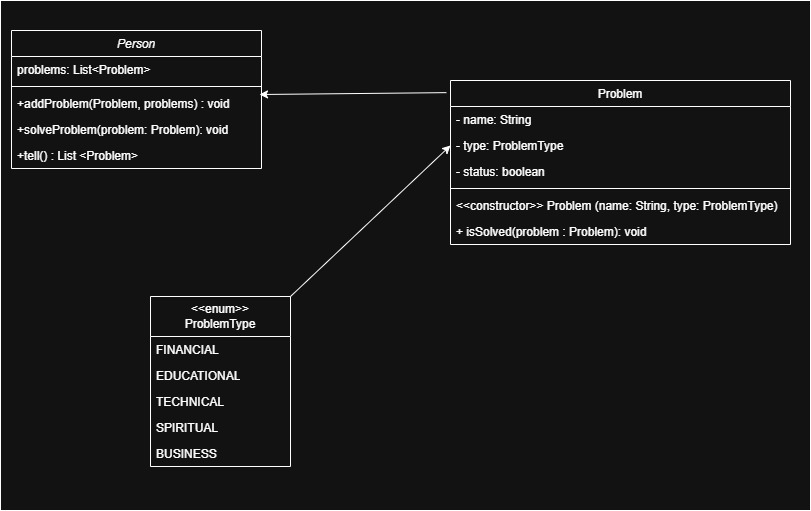 Person
problems: List<Problem>
+addProblem(Problem, problems) : void
+solveProblem(problem: Problem): void
+tell() : List <Problem>
Problem
- name: String
- type: ProblemType
- status: boolean
<<constructor>> Problem (name: String, type: ProblemType)
+ isSolved(problem : Problem): void
<<enum>>
ProblemType
FINANCIAL
EDUCATIONAL
TECHNICAL
SPIRITUAL
BUSINESS